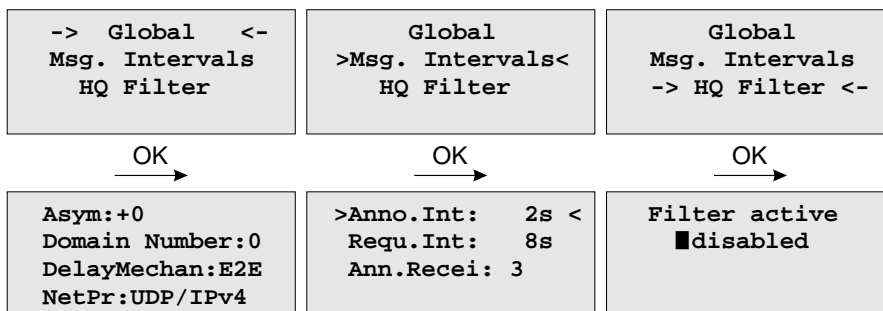 -> Global <-
Msg. Intervals
HQ Filter
Global
>Msg. Intervals<
HQ Filter
Global
Msg. Intervals
-> HQ Filter <-
OK
OK
OK
Asym:+0
Domain Number:0
DelayMechan:E2E
NetPr:UDP/IPv4
>Anno.Int: 2s <
Requ.Int: 8s
Ann.Recei: 3
Filter active
disabled